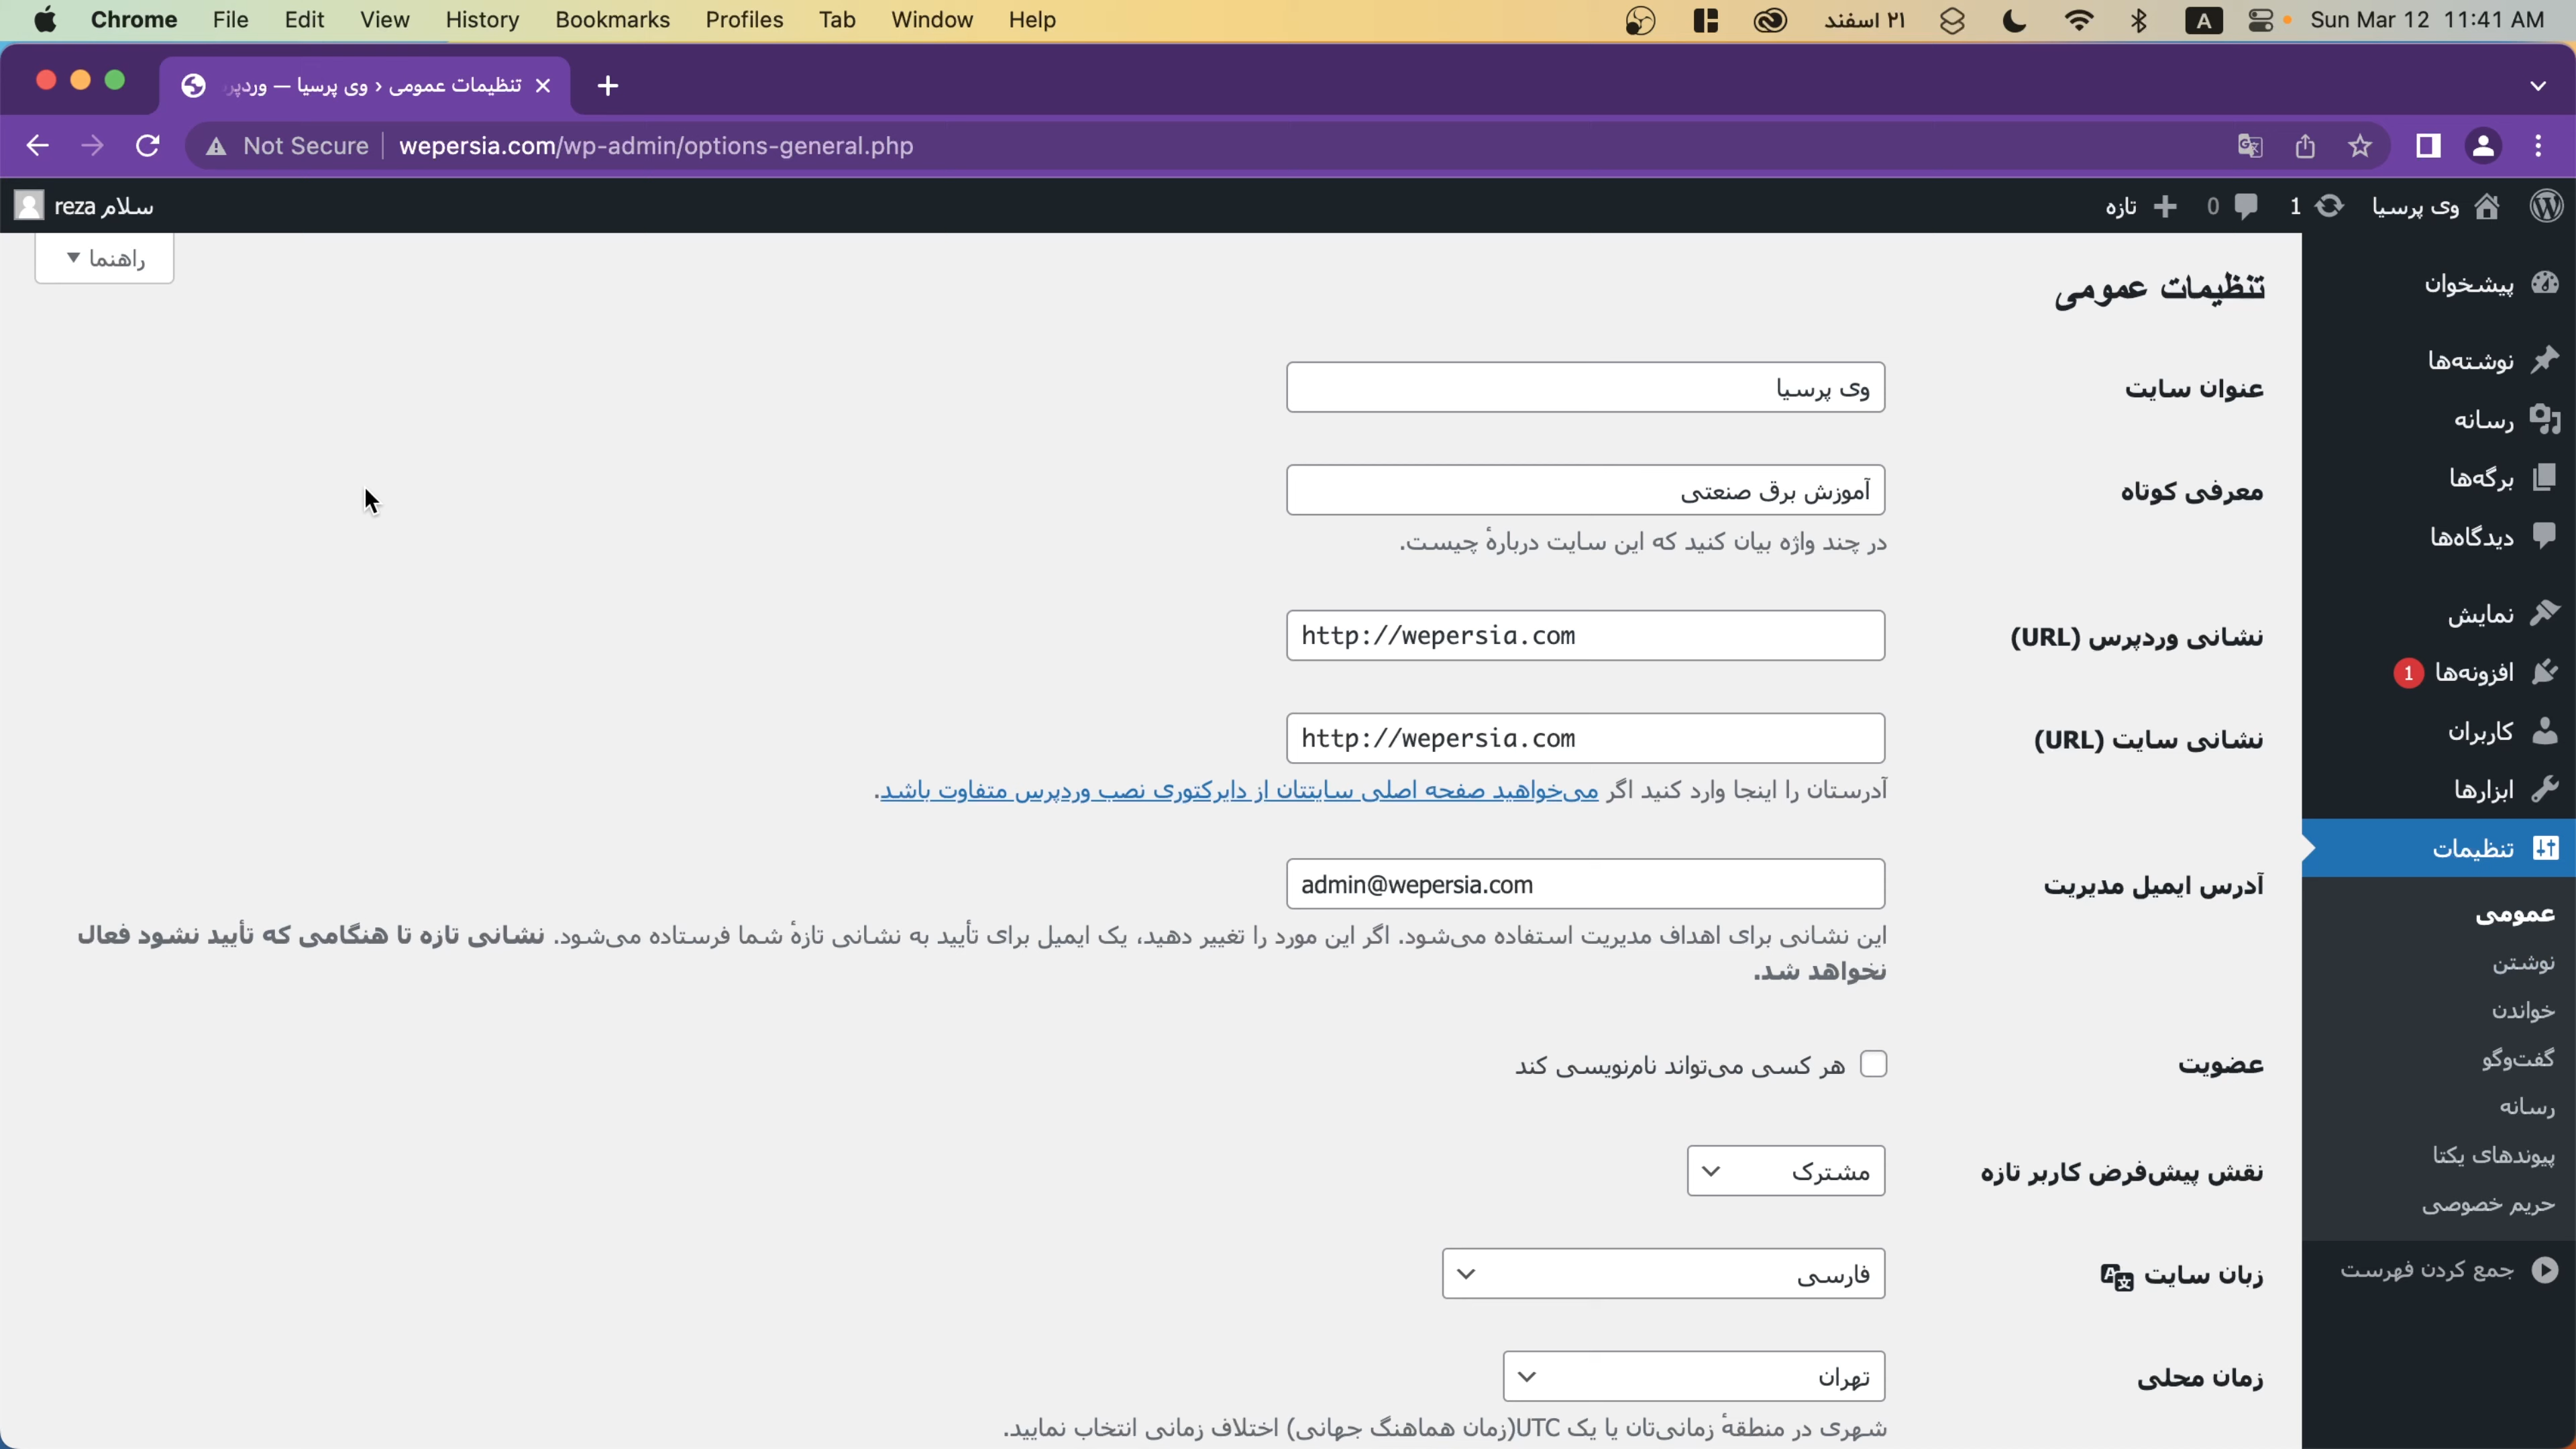 Chrome File Edit View History Bookmarks Profiles Tab Window Help
۲۱ اسفند A Sun Mar 12 11:41 AM
تنظیمات عمومی ‹ وی پرسیا — وردپر
Not Secure wepersia.com/wp-admin/options-general.php
وی پرسیا 1 0 تازه
سلام reza
راهنما
پیشخوان
نوشته‌ها
رسانه
برگه‌ها
دیدگاه‌ها
نمایش
افزونه‌ها 1
کاربران
ابزارها
تنظیمات
عمومی
نوشتن
خواندن
گفت‌وگو
رسانه
پیوندهای یکتا
حریم خصوصی
جمع کردن فهرست
تنظیمات عمومی
عنوان سایت وی پرسیا
معرفی کوتاه آموزش برق صنعتی
در چند واژه بیان کنید که این سایت دربارهٔ چیست.
نشانی وردپرس (URL) http://wepersia.com
نشانی سایت (URL) http://wepersia.com
آدرستان را اینجا وارد کنید اگر می‌خواهید صفحه اصلی سایتتان از دایرکتوری نصب وردپرس متفاوت باشد.
آدرس ایمیل مدیریت admin@wepersia.com
این نشانی برای اهداف مدیریت استفاده می‌شود. اگر این مورد را تغییر دهید، یک ایمیل برای تأیید به نشانی تازهٔ شما فرستاده می‌شود. نشانی تازه تا هنگامی که تأیید نشود فعال
نخواهد شد.
عضویت هر کسی می‌تواند نام‌نویسی کند
نقش پیش‌فرض کاربر تازه مشترک
زبان سایت فارسی
زمان محلی تهران
شهری در منطقهٔ زمانی‌تان یا یک UTC(زمان هماهنگ جهانی) اختلاف زمانی انتخاب نمایید.